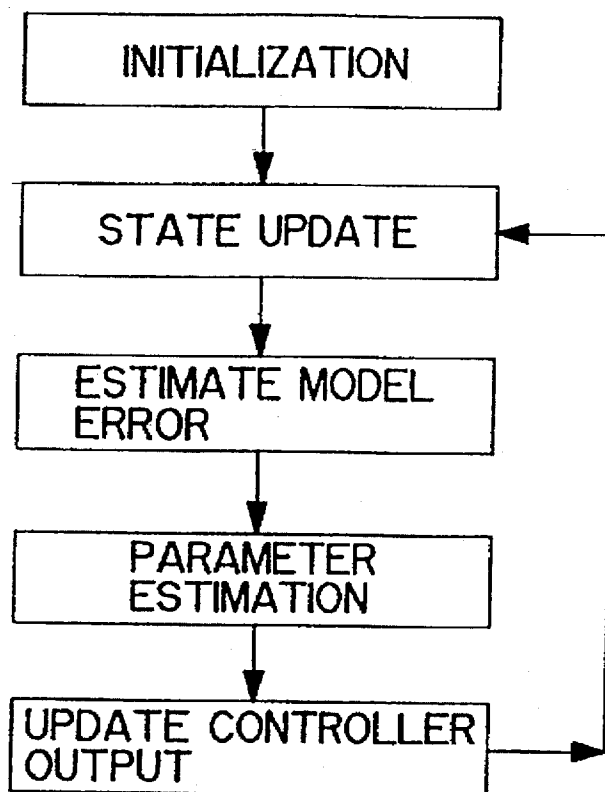 INITIALIZATION
STATE UPDATE
ESTIMATE MODEL
ERROR
PARAMETER
ESTIMATION
UPDATE CONTROLLER
OUTPUT